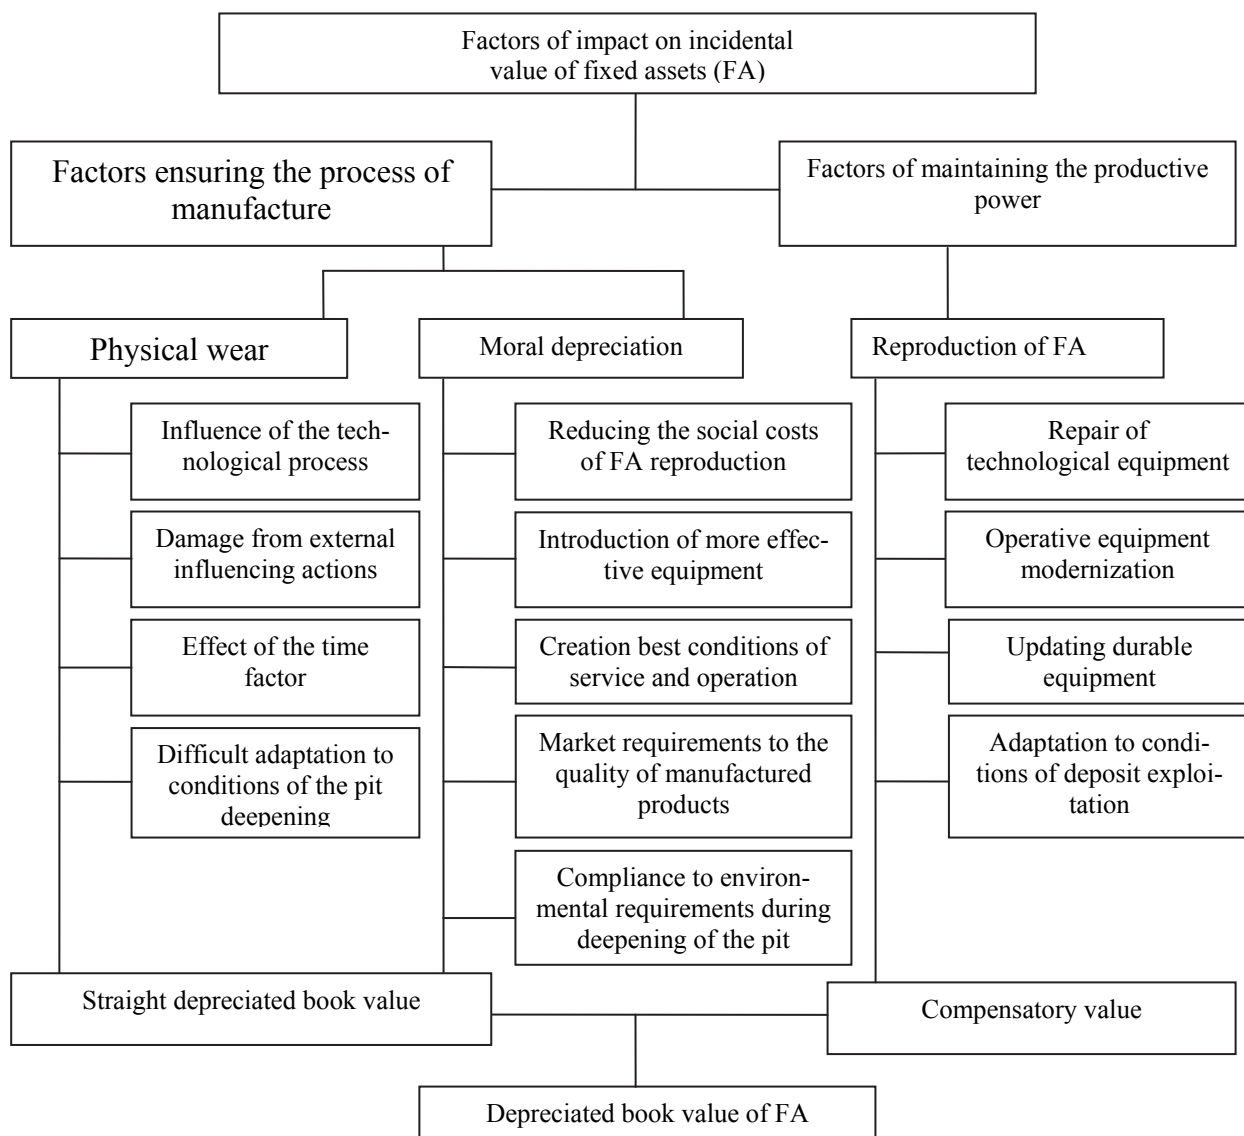 Factors of impact on incidental
value of fixed assets (FA)
Factors ensuring the process of
manufacture
Factors of maintaining the productive
power
Physical wear
Moral depreciation
Reproduction of FA
Influence of the tech-
nological process
Reducing the social costs
of FA reproduction
Repair of
technological equipment
Damage from external
influencing actions
Introduction of more effec-
tive equipment
Operative equipment
modernization
Effect of the time
factor
Creation best conditions of
service and operation
Updating durable
equipment
Difficult adaptation to
conditions of the pit
deepening
Market requirements to the
quality of manufactured
products
Adaptation to condi-
tions of deposit exploi-
tation
Compliance to environ-
mental requirements during
deepening of the pit
Straight depreciated book value
Compensatory value
Depreciated book value of FA